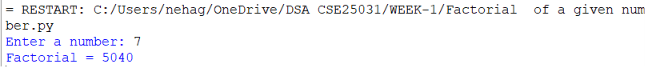 = RESTART: C:/Users/nehag/OneDrive/DSA CSE25031/WEEK-1/Factorial  of a given num
ber.py
Enter a number: 7
Factorial = 5040